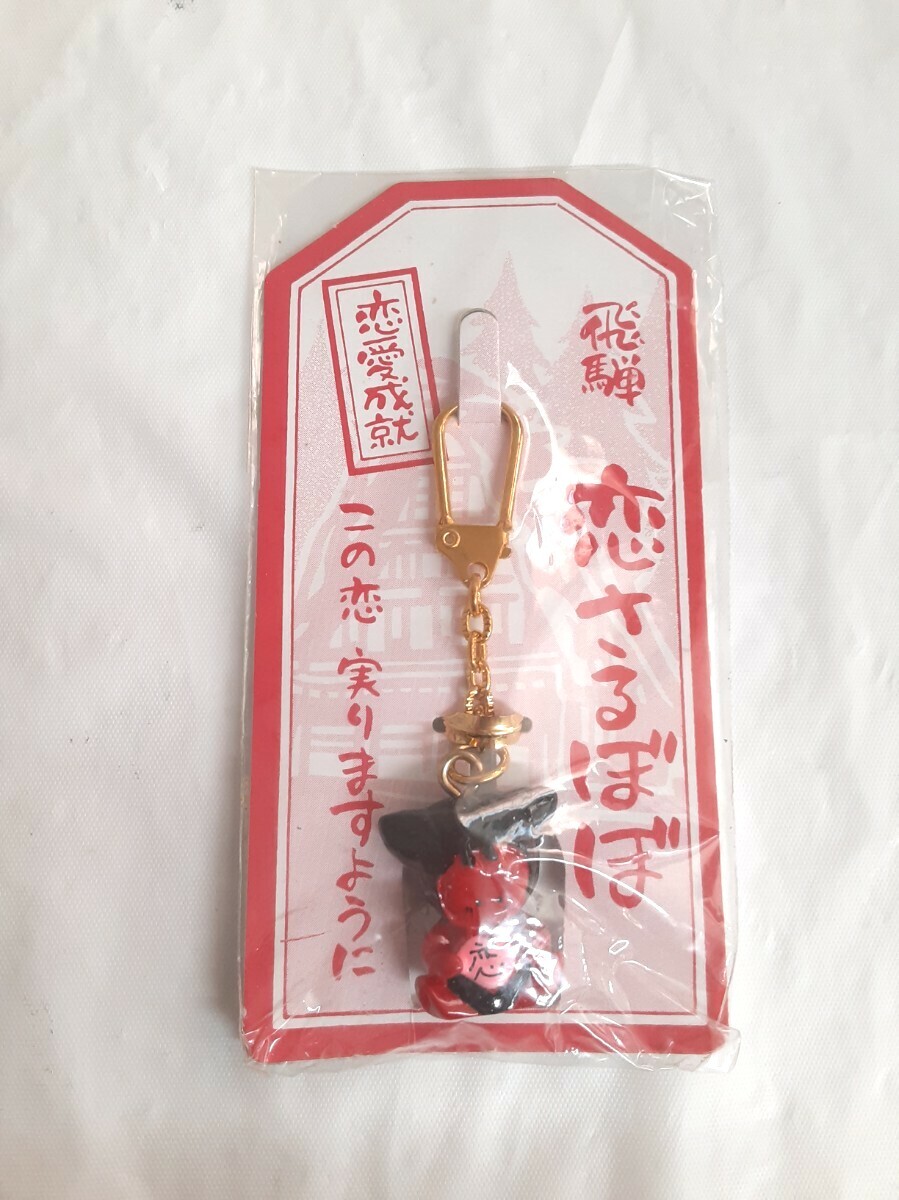 飛騨
恋さるぼぼ
恋愛成就
この恋 実りますように
恋